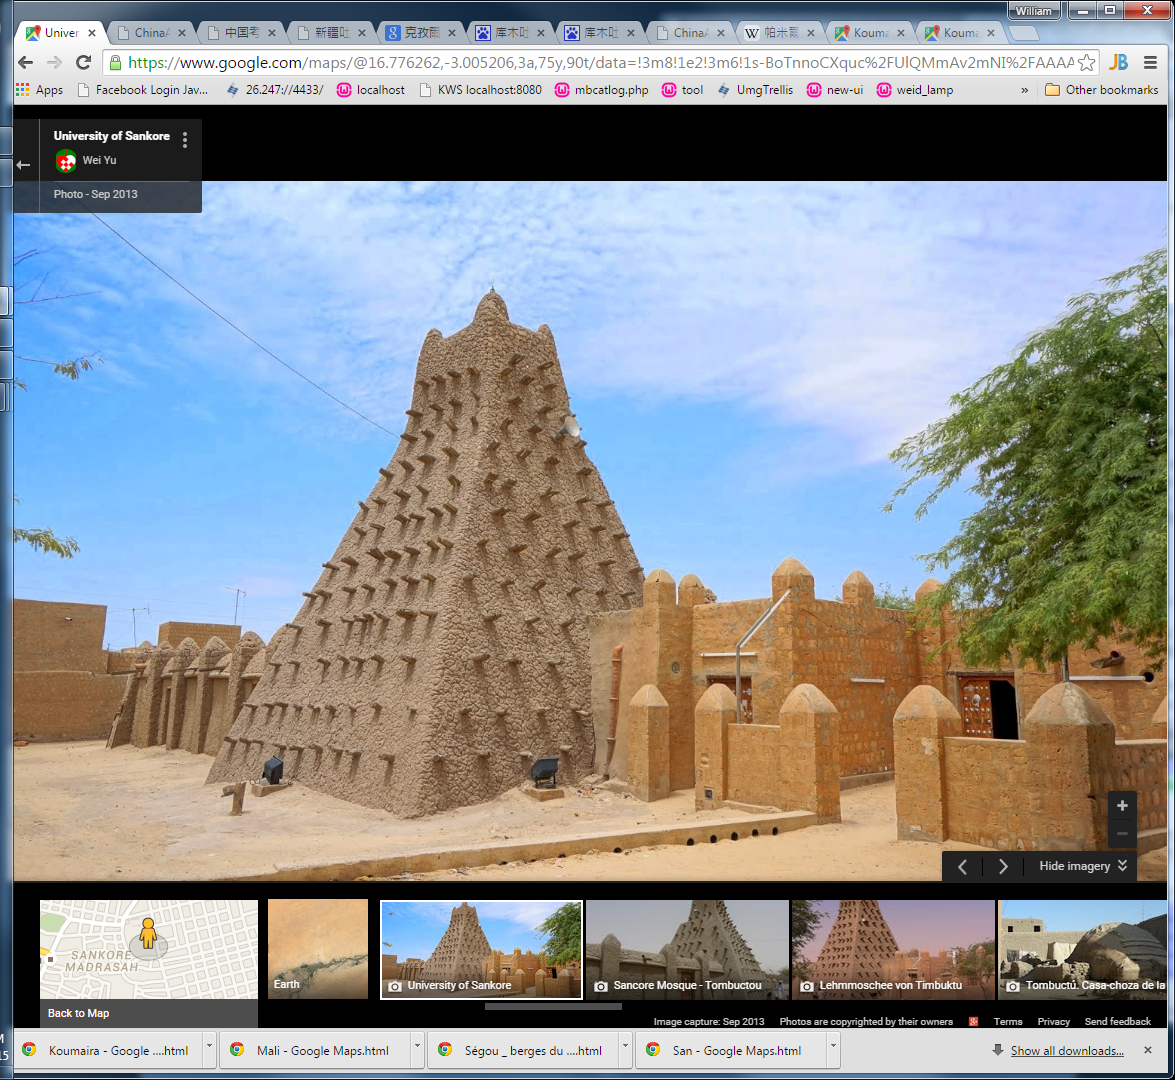 William
Univer
ChinaA
中国考
新疆吐
克孜爾
库木吐
库木吐
ChinaA
帕米爾
Kouma
Kouma
https://www.google.com/maps/@16.776262,-3.005206,3a,75y,90t/data=!3m8!1e2!3m6!1s-BoTnnoCXquc%2FUlQMmAv2mNI%2FAAAA
Apps
Facebook Login Jav...
26.247://4433/
localhost
KWS localhost:8080
mbcatlog.php
tool
UmgTrellis
new-ui
weid_lamp
»
Other bookmarks
University of Sankore
Wei Yu
Photo - Sep 2013
Hide imagery
SANKORE
MADRASAH
Back to Map
Earth
University of Sankore
Sancore Mosque - Tombuctou
Lehmmoschee von Timbuktu
Tombuctú. Casa-choza de la
Image capture: Sep 2013
Photos are copyrighted by their owners
Terms
Privacy
Send feedback
Koumaira - Google ....html
Mali - Google Maps.html
Ségou _ berges du ....html
San - Google Maps.html
Show all downloads...